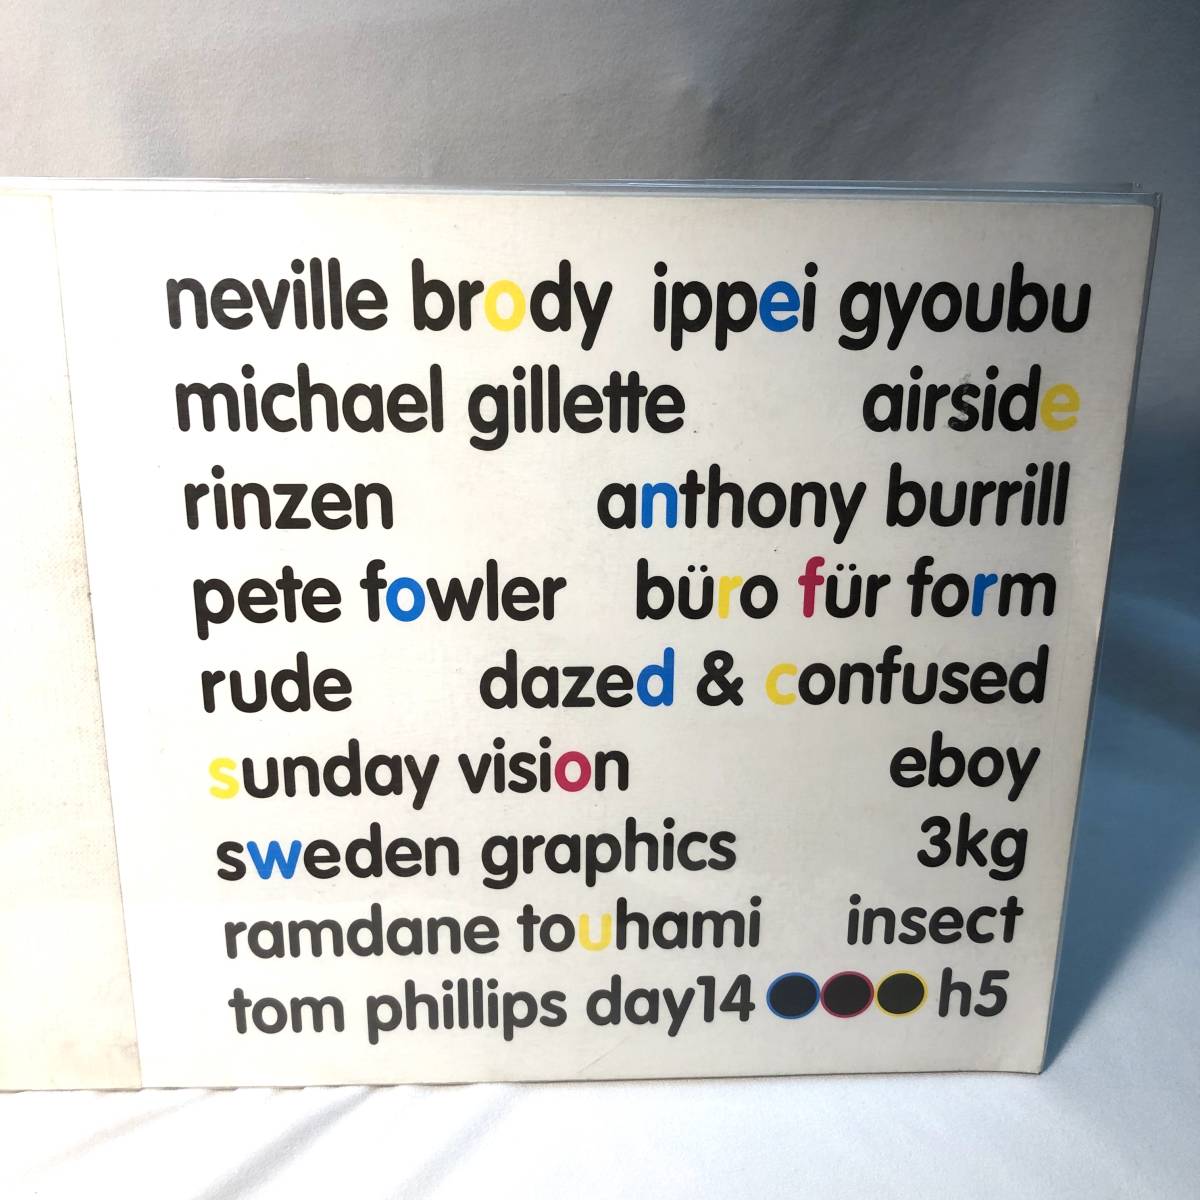 neville brody ippei gyoubu
michael gillette airside
rinzen anthony burrill
pete fowler büro für form
rude dazed & confused
sunday vision eboy
sweden graphics 3kg
ramdane touhami insect
tom phillips day14 h5